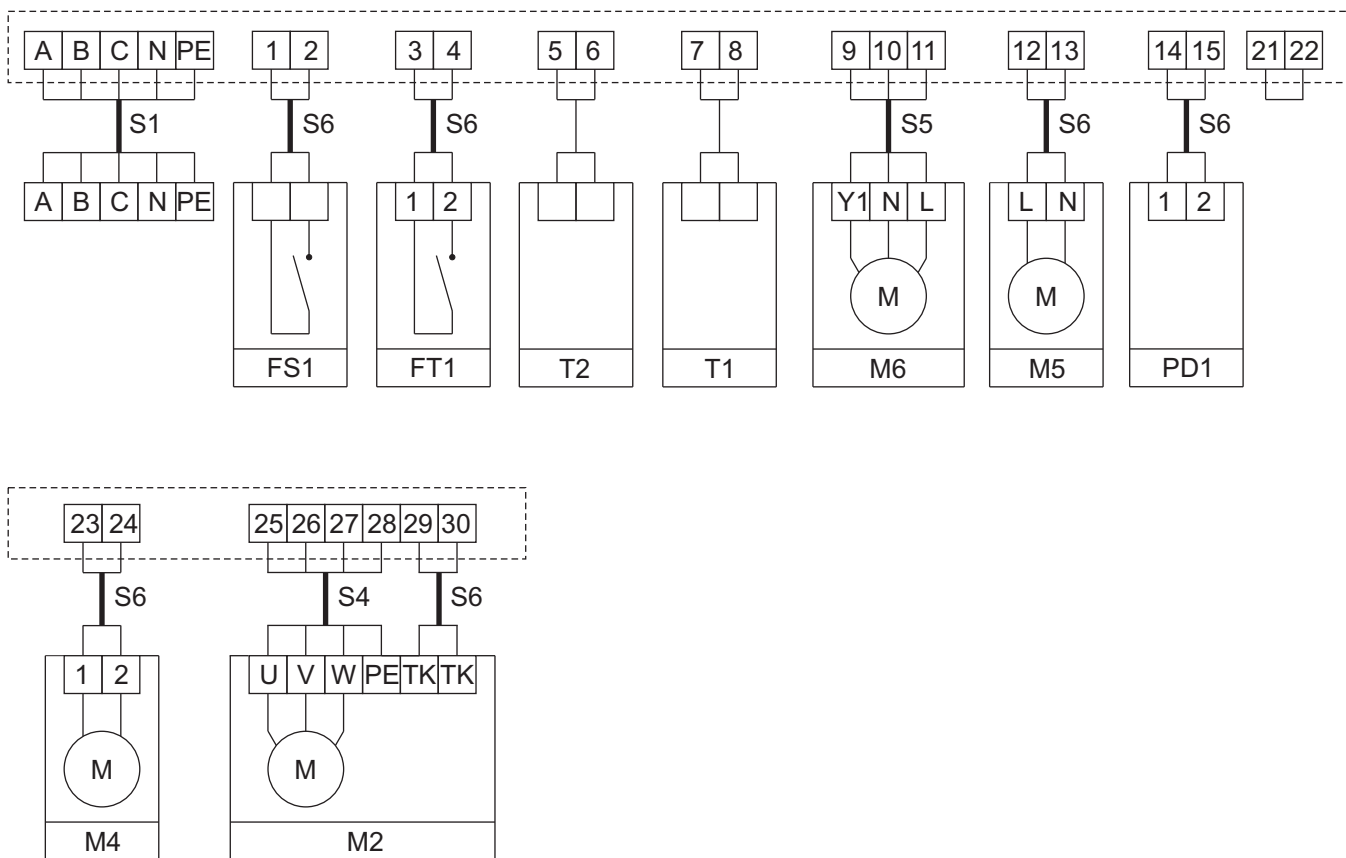 A B C N PE 1 2 3 4 5 6 7 8 9 10 11 12 13 14 15 21 22
S1 S6 S6 S5 S6 S6
A B C N PE 1 2 Y1 N L L N 1 2
M M
FS1 FT1 T2 T1 M6 M5 PD1
23 24 25 26 27 28 29 30
S6 S4 S6
1 2 U V W PE TK TK
M M
M4 M2